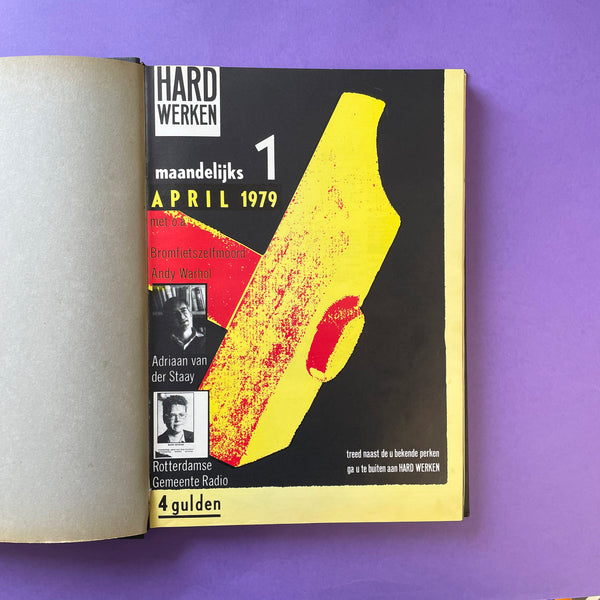 HARD
WERKEN
maandelijks 1
APRIL 1979
met o.a.
Bromfietszelfmoord
Andy Warhol
Adriaan van
der Staay
Rotterdamse
Gemeente Radio
treed naast de u bekende perken
ga u te buiten aan HARD WERKEN
4 gulden